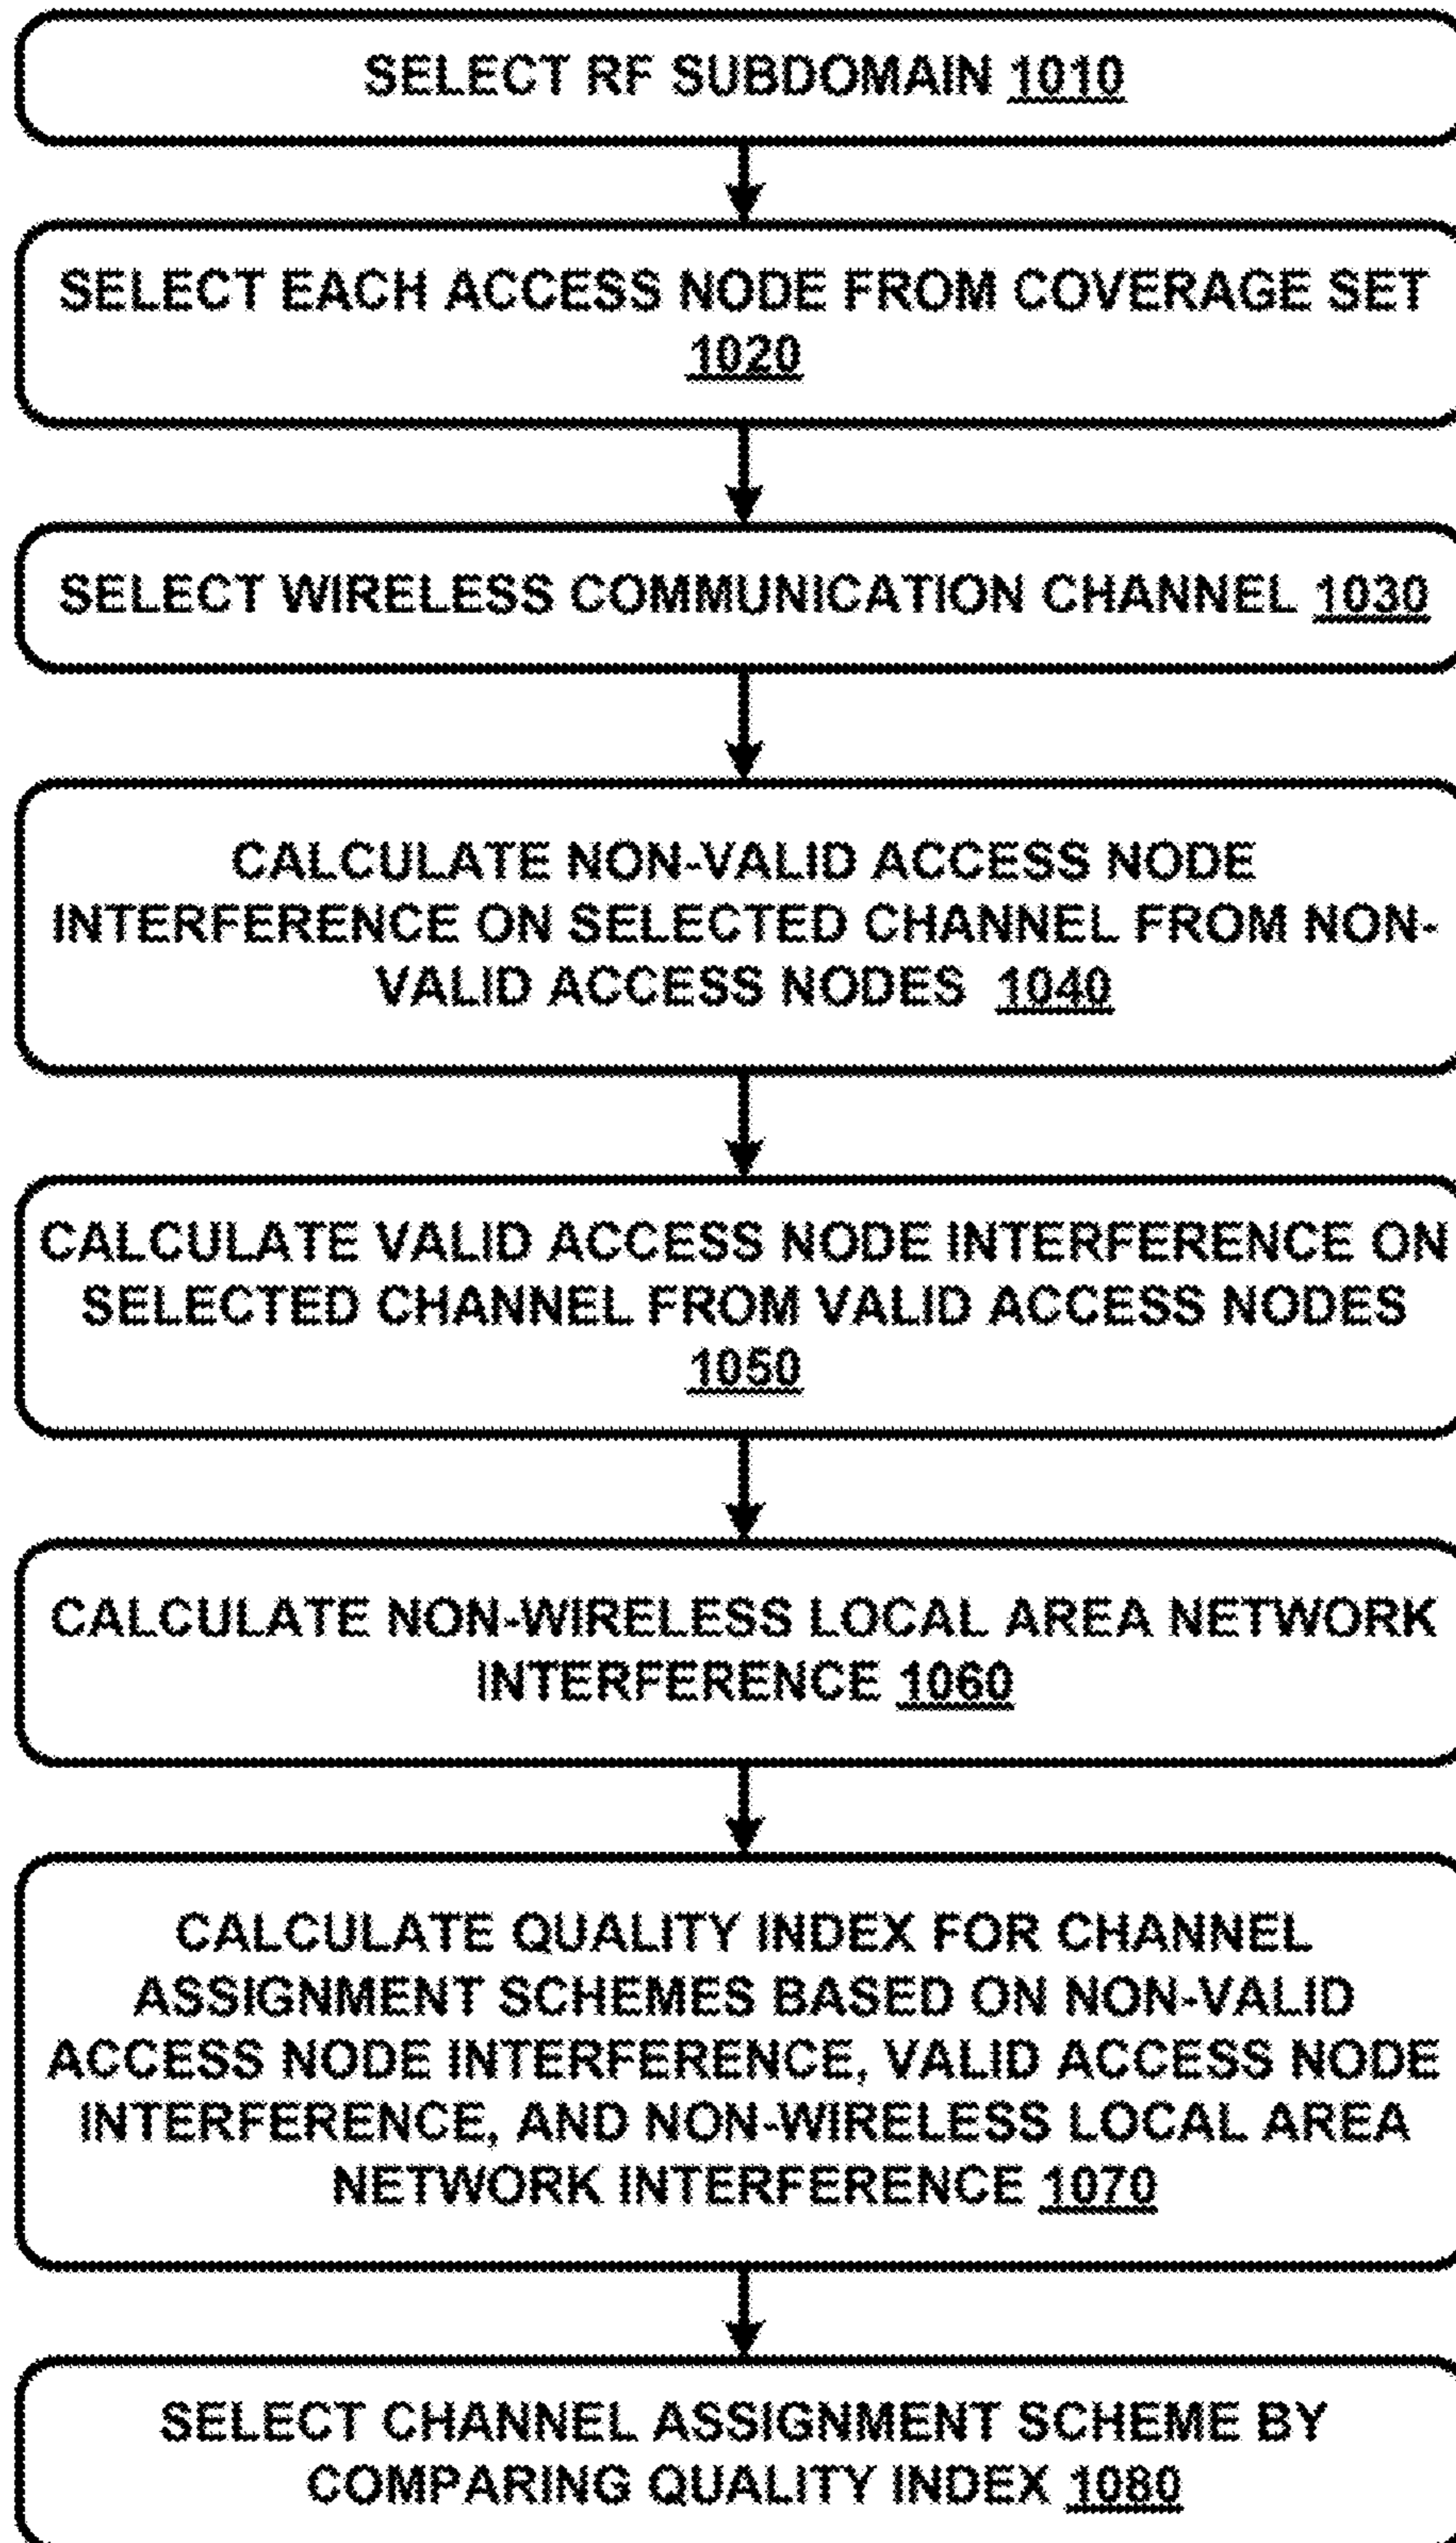 SELECT RF SUBDOMAIN 1010
SELECT EACH ACCESS NODE FROM COVERAGE SET
1020
SELECT WIRELESS COMMUNICATION CHANNEL 1030
CALCULATE NON-VALID ACCESS NODE
INTERFERENCE ON SELECTED CHANNEL FROM NON-
VALID ACCESS NODES 1040
CALCULATE VALID ACCESS NODE INTERFERENCE ON
SELECTED CHANNEL FROM VALID ACCESS NODES
1050
CALCULATE NON-WIRELESS LOCAL AREA NETWORK
INTERFERENCE 1060
CALCULATE QUALITY INDEX FOR CHANNEL
ASSIGNMENT SCHEMES BASED ON NON-VALID
ACCESS NODE INTERFERENCE, VALID ACCESS NODE
INTERFERENCE, AND NON-WIRELESS LOCAL AREA
NETWORK INTERFERENCE 1070
SELECT CHANNEL ASSIGNMENT SCHEME BY
COMPARING QUALITY INDEX 1080